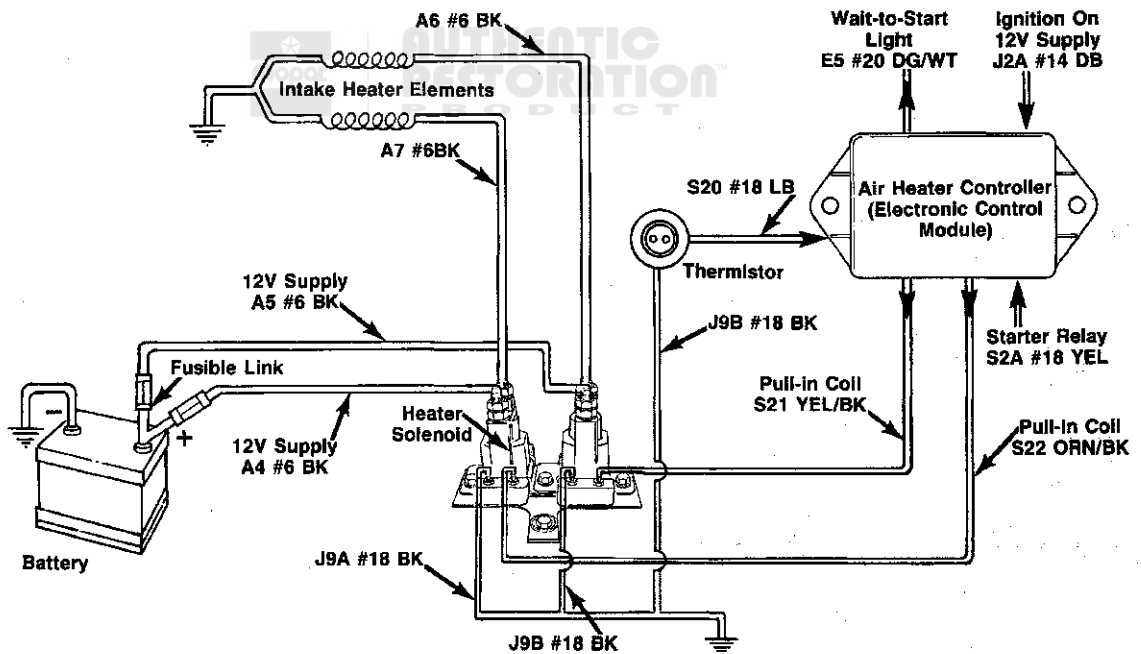 A6 #6 BK
Wait-to-Start
Light
E5 #20 DG/WT
Ignition On
12V Supply
J2A #14 DB
mopar
AUTHENTIC
RESTORATION™
PRODUCT
Intake Heater Elements
A7 #6BK
S20 #18 LB
Air Heater Controller
(Electronic Control
Module)
Thermistor
12V Supply
A5 #6 BK
J9B #18 BK
Starter Relay
S2A #18 YEL
Fusible Link
Pull-in Coil
S21 YEL/BK
Heater
Solenoid
Pull-in Coil
S22 ORN/BK
+
12V Supply
A4 #6 BK
Battery
J9A #18 BK
J9B #18 BK